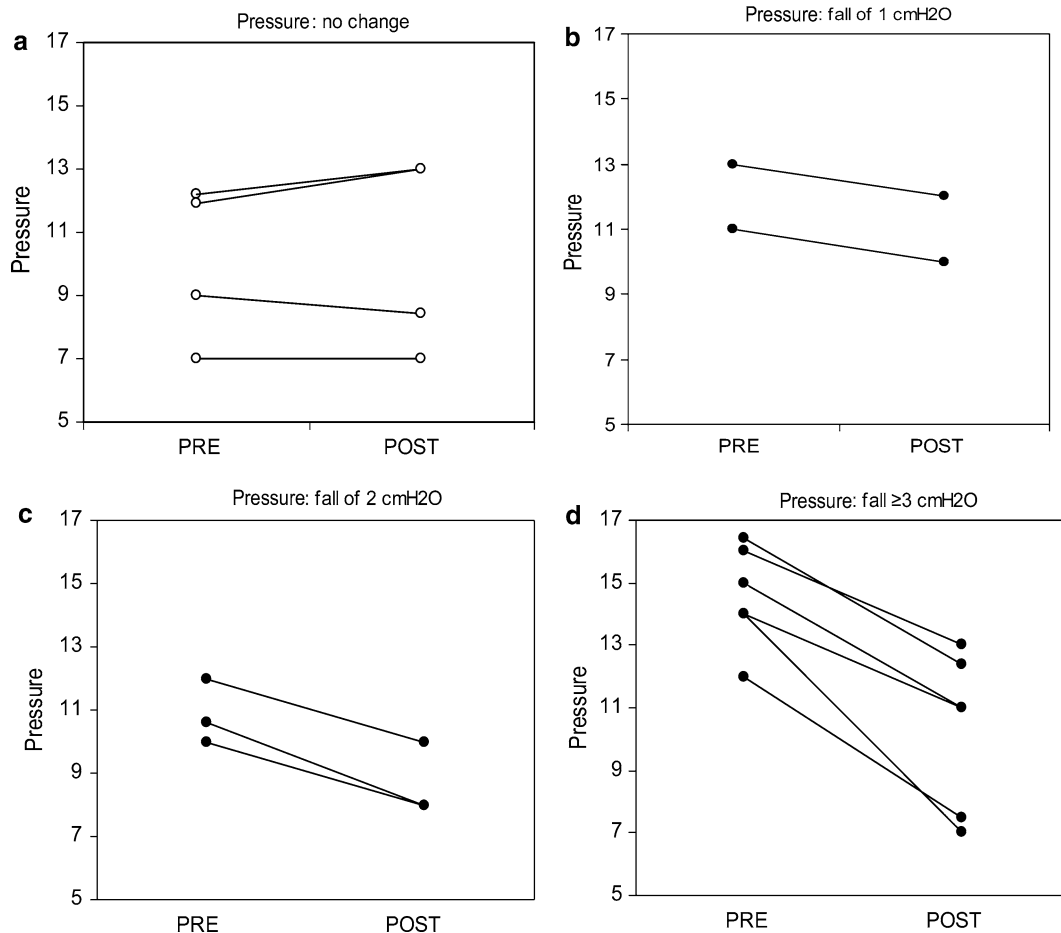 a
Pressure: no change
17
15
13
11
9
7
5
Pressure
PRE
POST
b
Pressure: fall of 1 cmH2O
17
15
13
11
9
7
5
Pressure
PRE
POST
c
Pressure: fall of 2 cmH2O
17
15
13
11
9
7
5
Pressure
PRE
POST
d
Pressure: fall ≥3 cmH2O
17
15
13
11
9
7
5
Pressure
PRE
POST